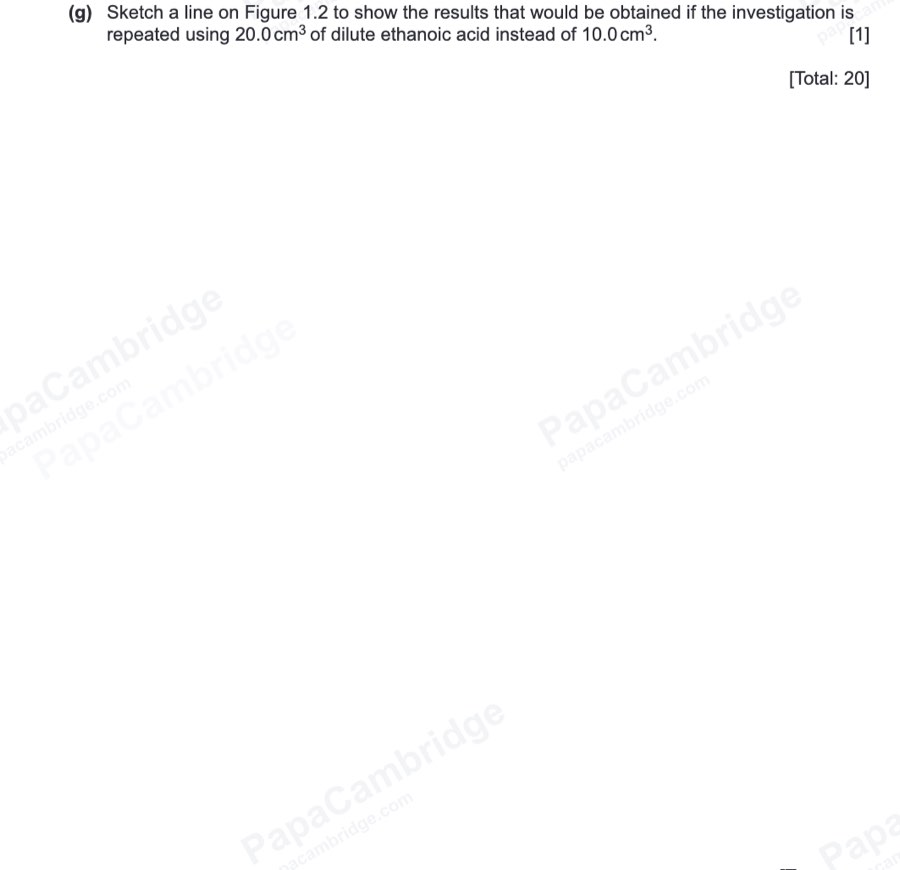 (g) Sketch a line on Figure 1.2 to show the results that would be obtained if the investigation is
repeated using 20.0 cm³ of dilute ethanoic acid instead of 10.0 cm³. [1]
[Total: 20]
PapaCambridge
papacambridge.com
PapaCambridge
PapaCambridge
papacambridge.com
PapaCambridge
pacambridge.com
Papa